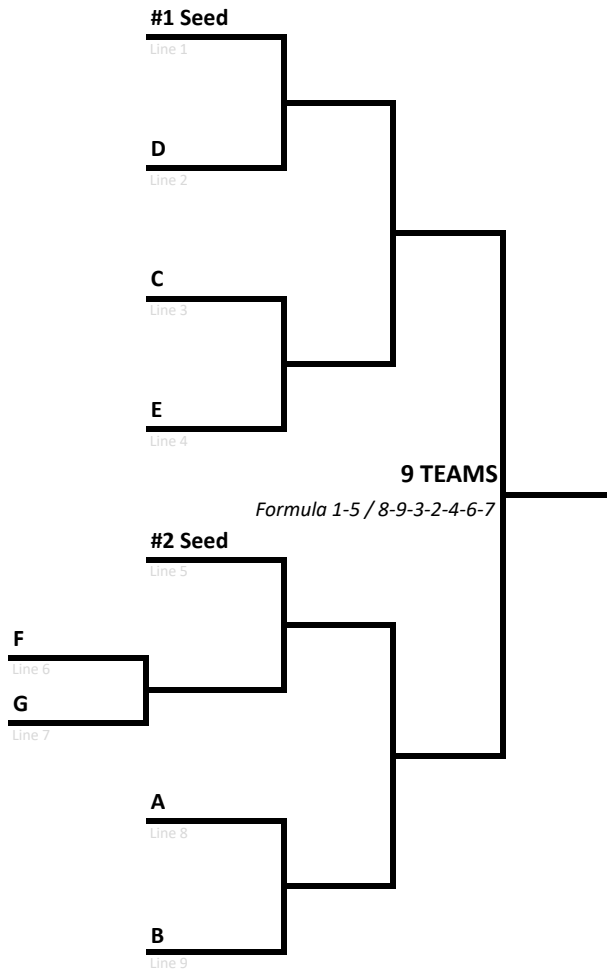 #1 Seed
Line 1
D
Line 2
C
Line 3
E
Line 4
9 TEAMS
Formula 1-5 / 8-9-3-2-4-6-7
#2 Seed
Line 5
F
Line 6
G
Line 7
A
Line 8
B
Line 9